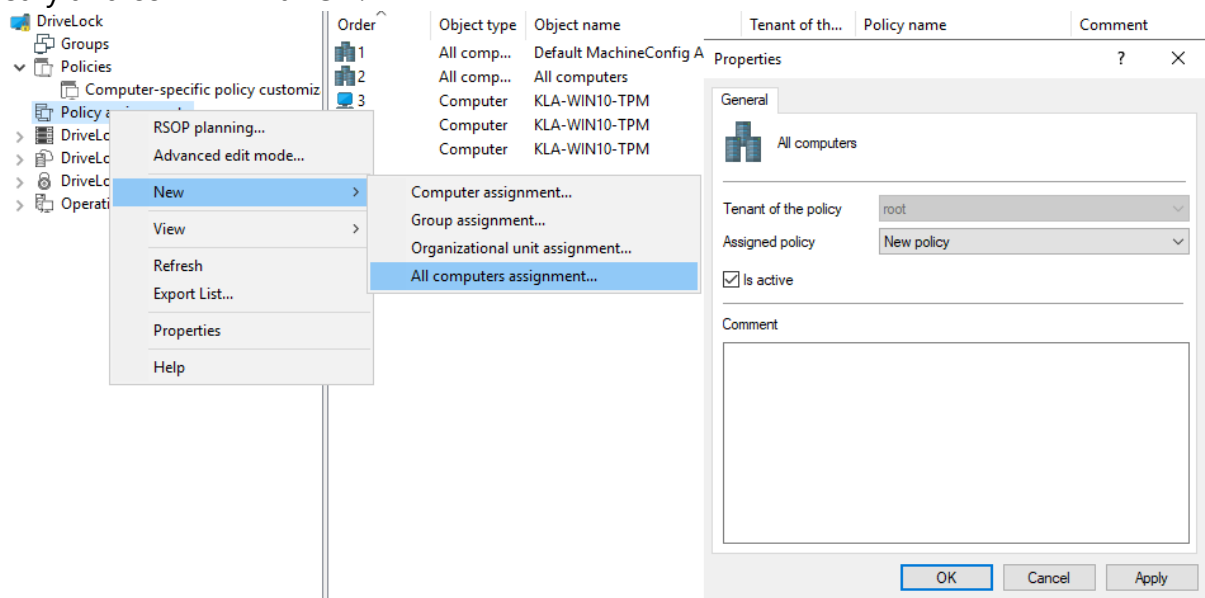 DriveLock
Groups
Policies
Computer-specific policy customiz
Policy
DriveLo
DriveLo
DriveLo
Operati
RSOP planning...
Advanced edit mode...
New
View
Refresh
Export List...
Properties
Help
Computer assignment...
Group assignment...
Organizational unit assignment...
All computers assignment...
Order Object type Object name Tenant of th... Policy name Comment
1 All comp... Default MachineConfig A
2 All comp... All computers
3 Computer KLA-WIN10-TPM
Computer KLA-WIN10-TPM
Computer KLA-WIN10-TPM
Properties ?
General
All computers
Tenant of the policy root
Assigned policy New policy
Is active
Comment
OK Cancel Apply